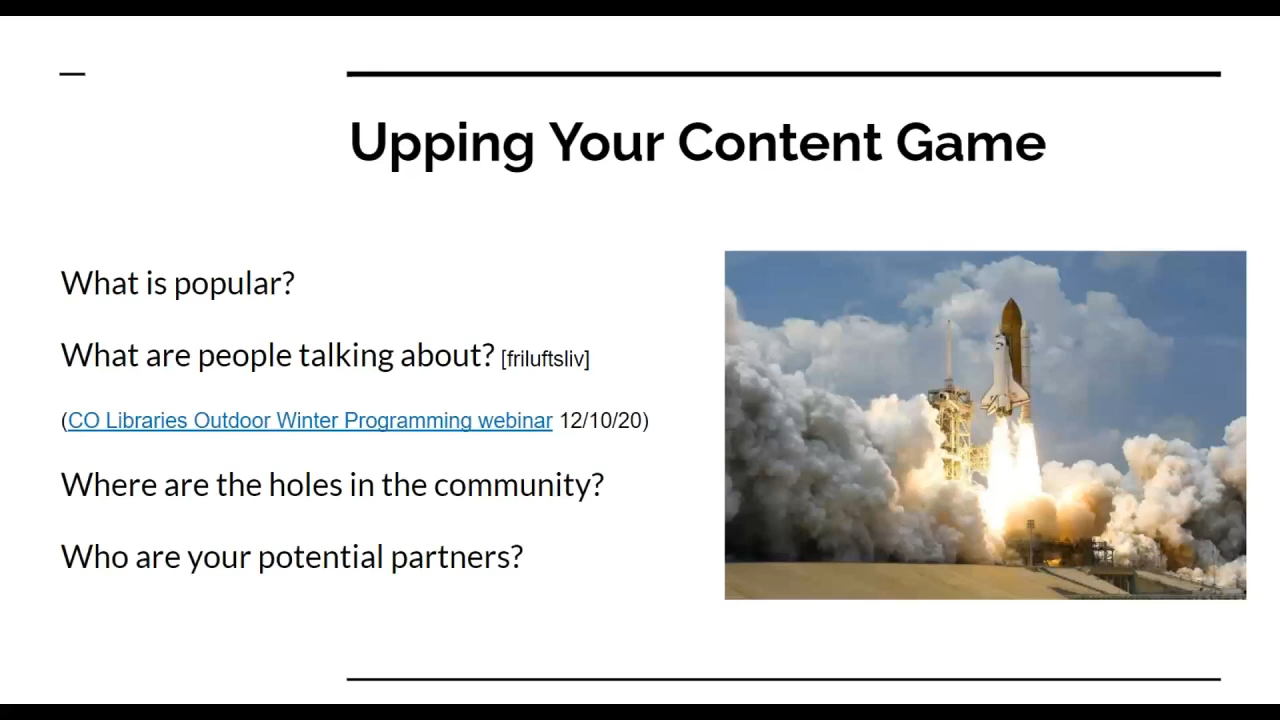 Upping Your Content Game
What is popular?
What are people talking about? [friluftsliv]
(CO Libraries Outdoor Winter Programming webinar 12/10/20)
Where are the holes in the community?
Who are your potential partners?